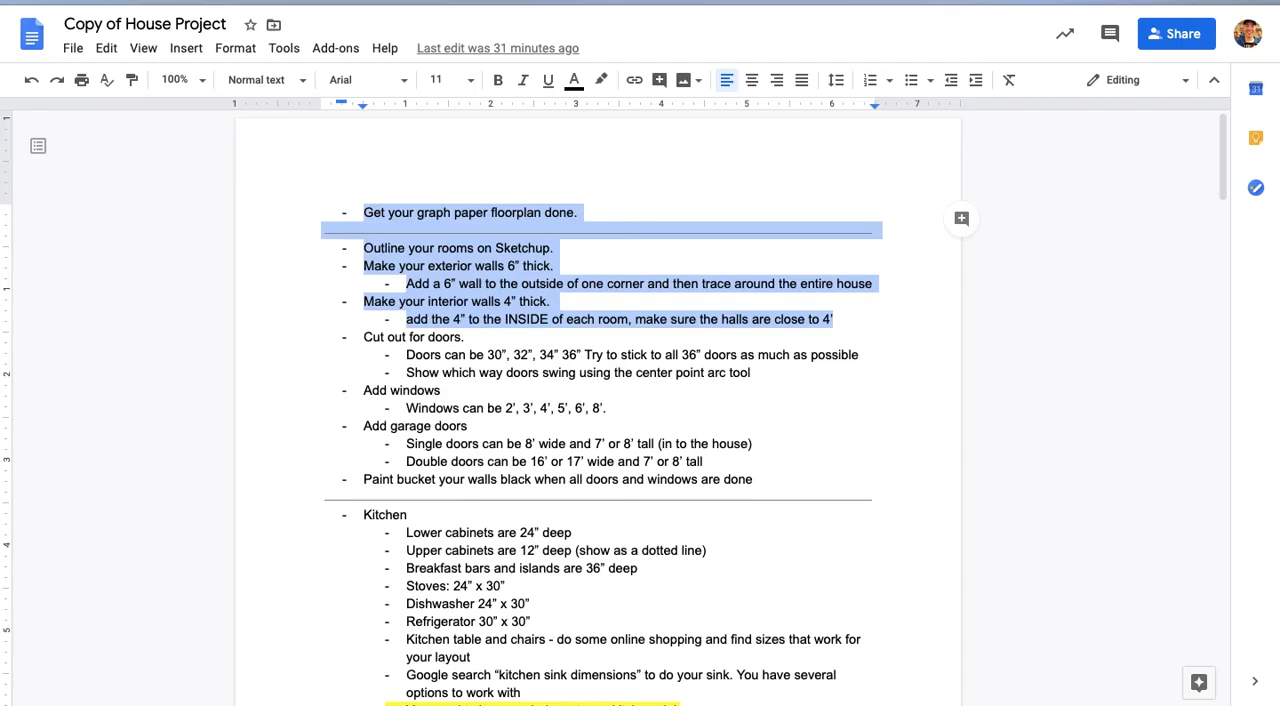 Copy of House Project
File Edit View Insert Format Tools Add-ons Help Last edit was 31 minutes ago
Share
100% Normal text Arial 11 B I U A Editing
1 1 2 3 4 5 6 7
31
- Get your graph paper floorplan done.
- Outline your rooms on Sketchup.
- Make your exterior walls 6” thick.
- Add a 6” wall to the outside of one corner and then trace around the entire house
- Make your interior walls 4” thick.
- add the 4” to the INSIDE of each room, make sure the halls are close to 4’
- Cut out for doors.
- Doors can be 30”, 32”, 34” 36” Try to stick to all 36” doors as much as possible
- Show which way doors swing using the center point arc tool
- Add windows
- Windows can be 2’, 3’, 4’, 5’, 6’, 8’.
- Add garage doors
- Single doors can be 8’ wide and 7’ or 8’ tall (in to the house)
- Double doors can be 16’ or 17’ wide and 7’ or 8’ tall
- Paint bucket your walls black when all doors and windows are done
- Kitchen
- Lower cabinets are 24” deep
- Upper cabinets are 12” deep (show as a dotted line)
- Breakfast bars and islands are 36” deep
- Stoves: 24” x 30”
- Dishwasher 24” x 30”
- Refrigerator 30” x 30”
- Kitchen table and chairs - do some online shopping and find sizes that work for
your layout
- Google search “kitchen sink dimensions” to do your sink. You have several
options to work with